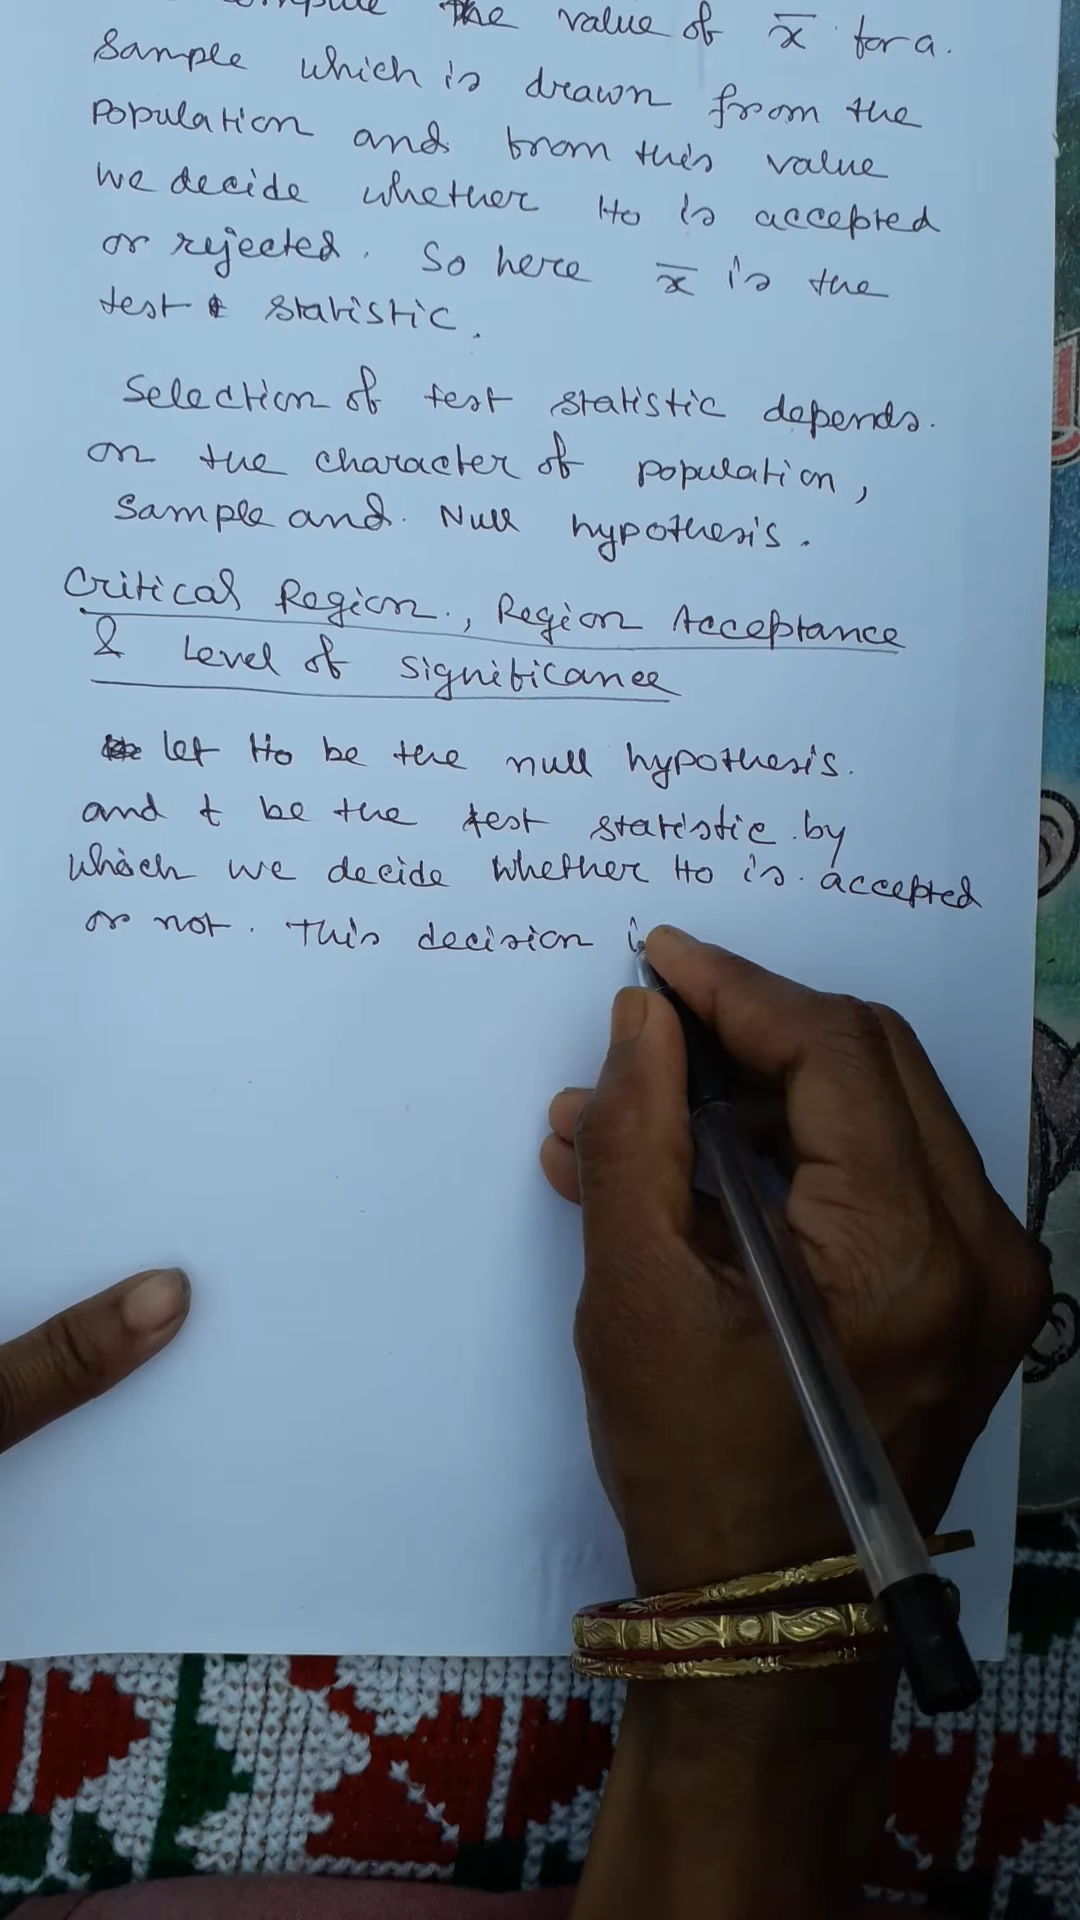 compute the value of x̄ for a.
Sample which is drawn from the
Population and from this value
We decide whether Ho is accepted
or rejected. So here x̄ is the
test statistic.
Selection of test statistic depends.
on the character of population,
Sample and. Null hypothesis.
Critical Region., Region Acceptance
& Level of Significance
let Ho be the null hypothesis.
and t be the test statistic by
which we decide whether Ho is. accepted
or not. This decision i